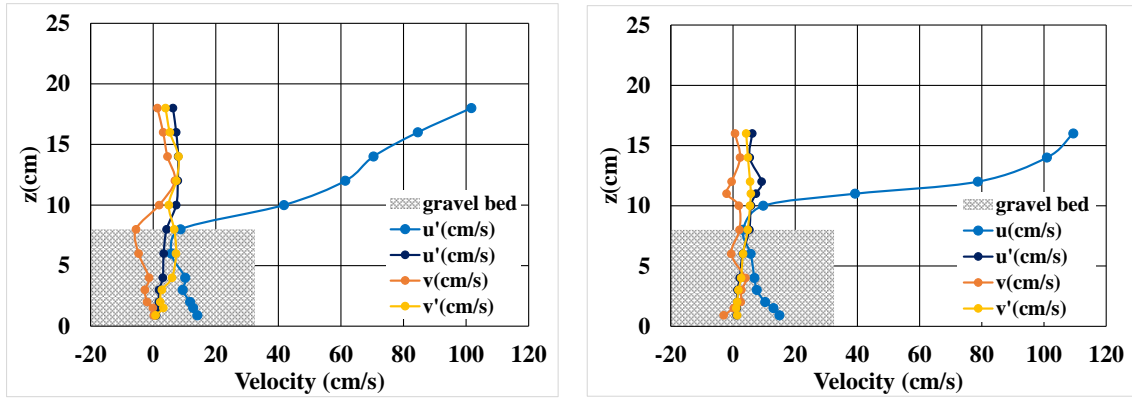 25
20
15
10
5
0
z(cm)
-20 0 20 40 60 80 100 120
Velocity (cm/s)
gravel bed
u'(cm/s)
u'(cm/s)
v(cm/s)
v'(cm/s)
25
20
15
10
5
0
z(cm)
-20 0 20 40 60 80 100 120
Velocity (cm/s)
gravel bed
u(cm/s)
u'(cm/s)
v(cm/s)
v'(cm/s)